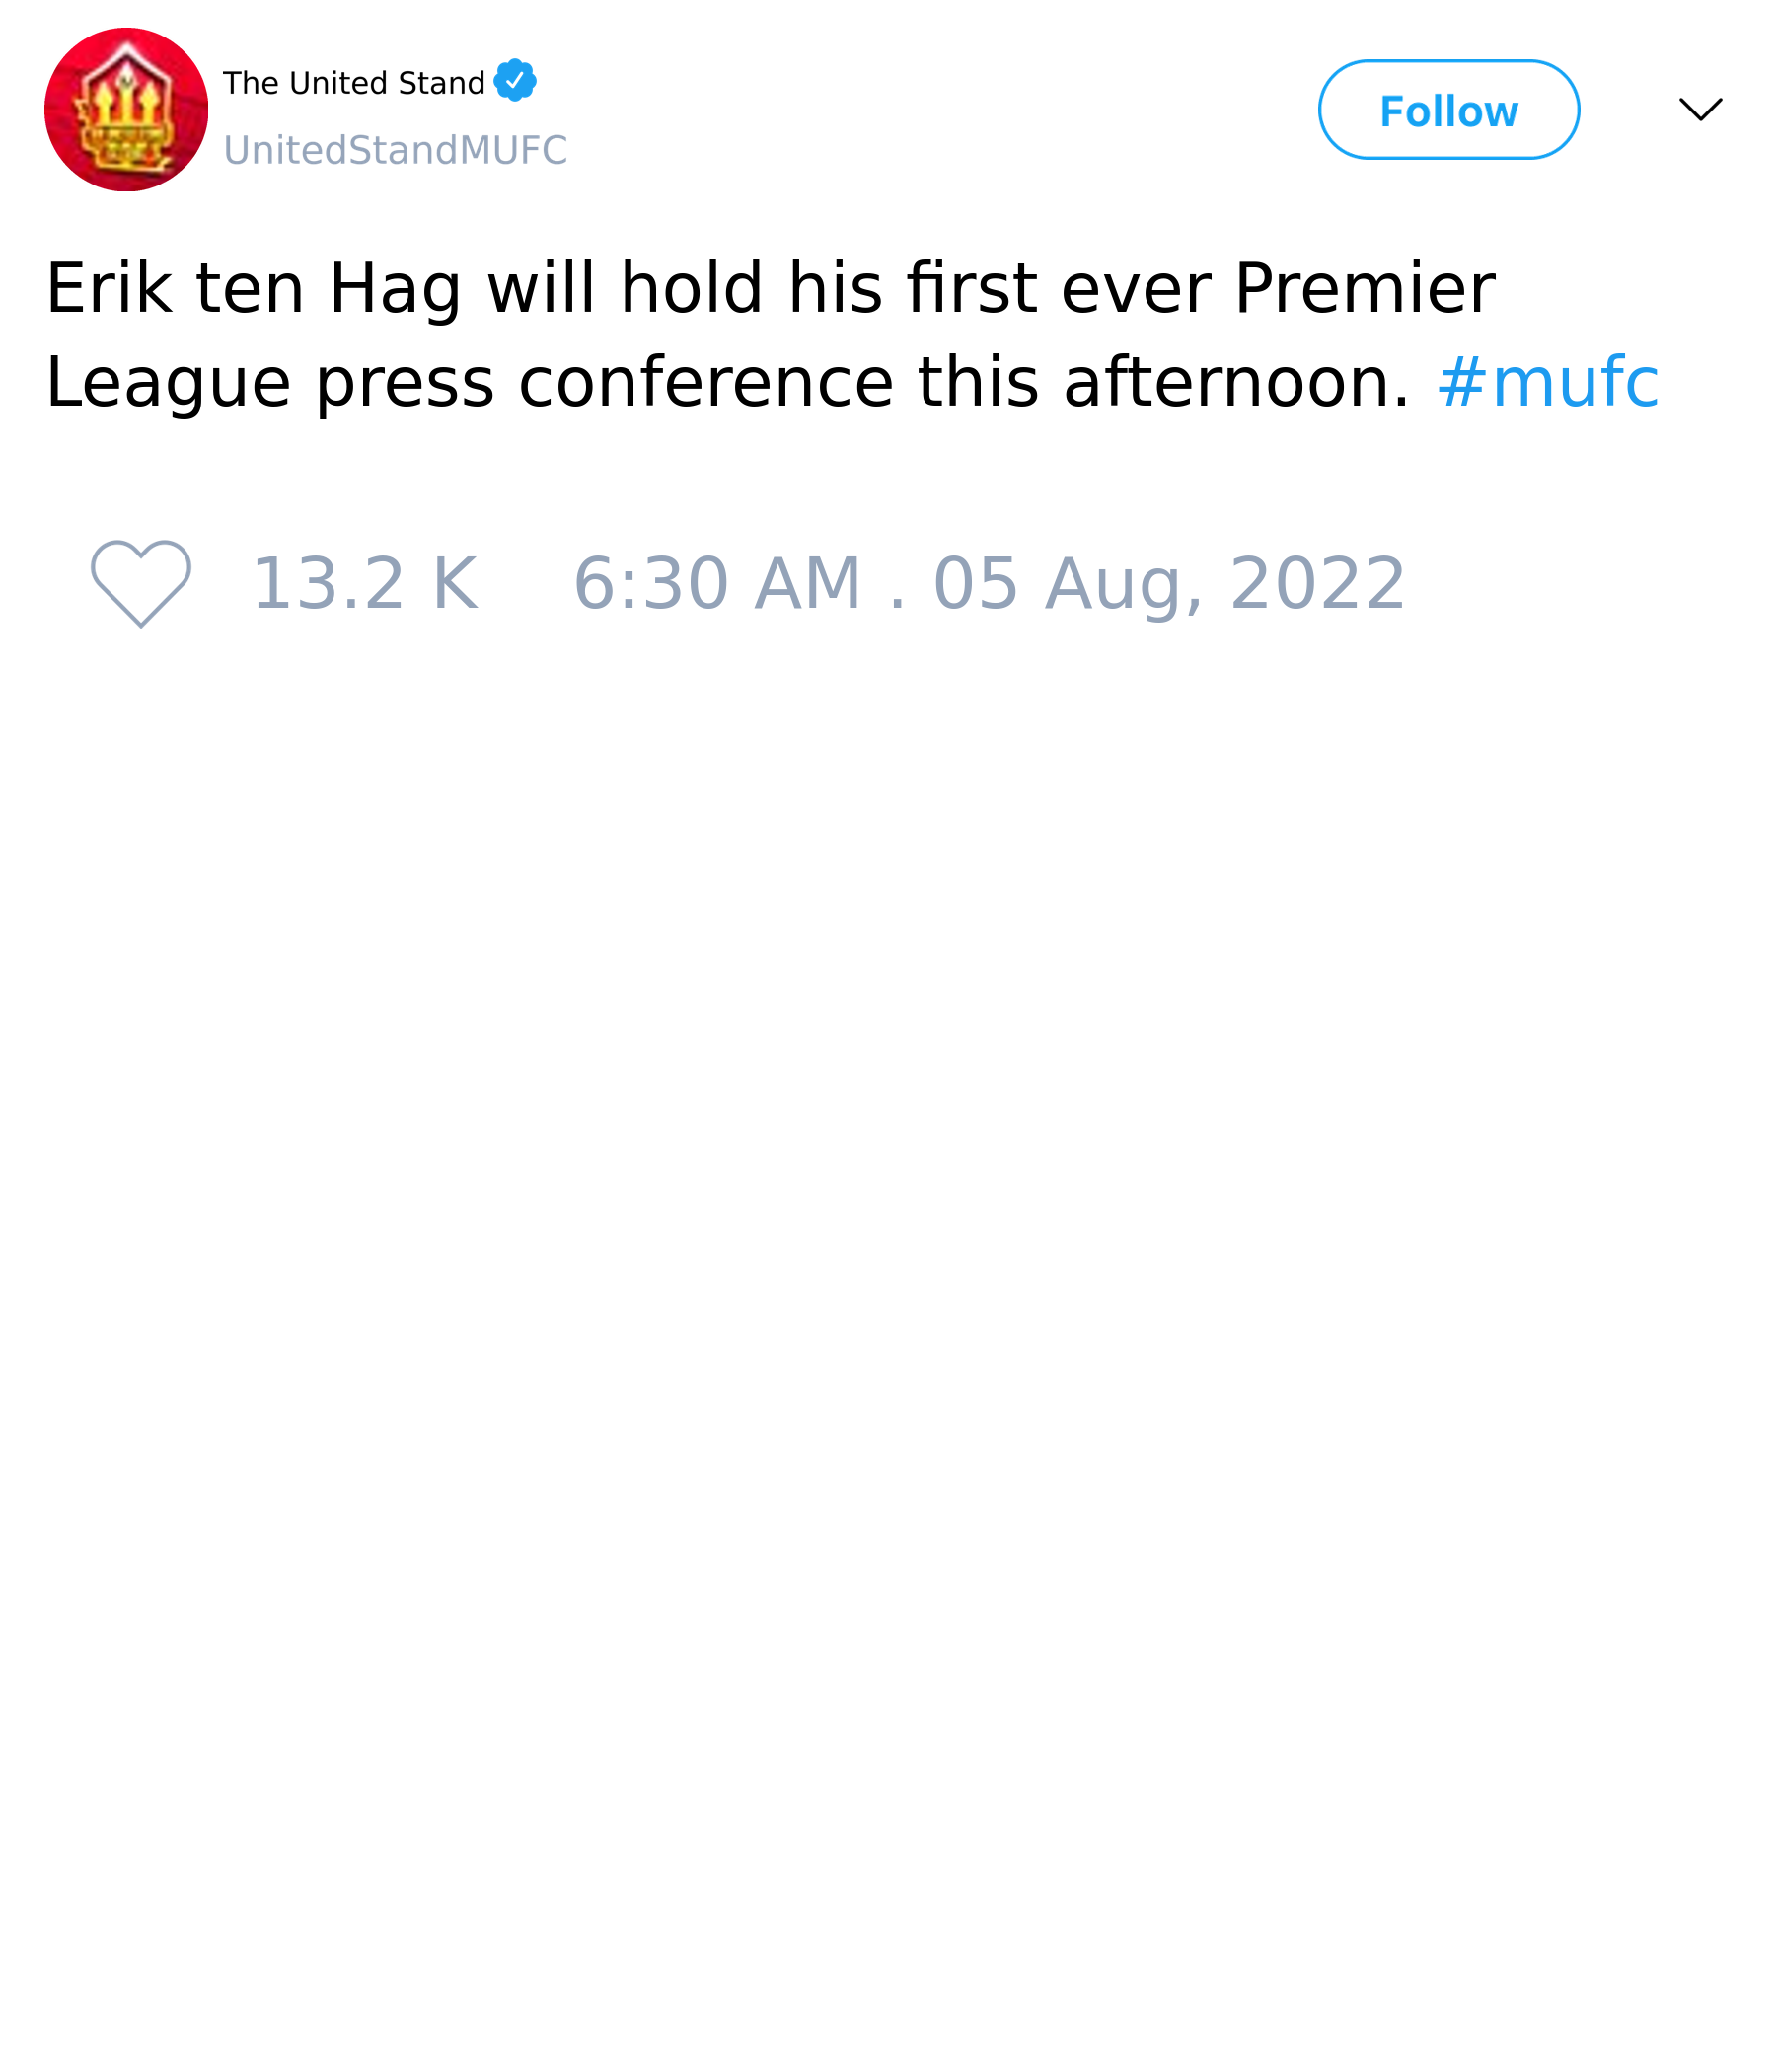 The United Stand
UnitedStandMUFC
Follow
Erik ten Hag will hold his first ever Premier
League press conference this afternoon. #mufc
13.2 K 6:30 AM . 05 Aug, 2022